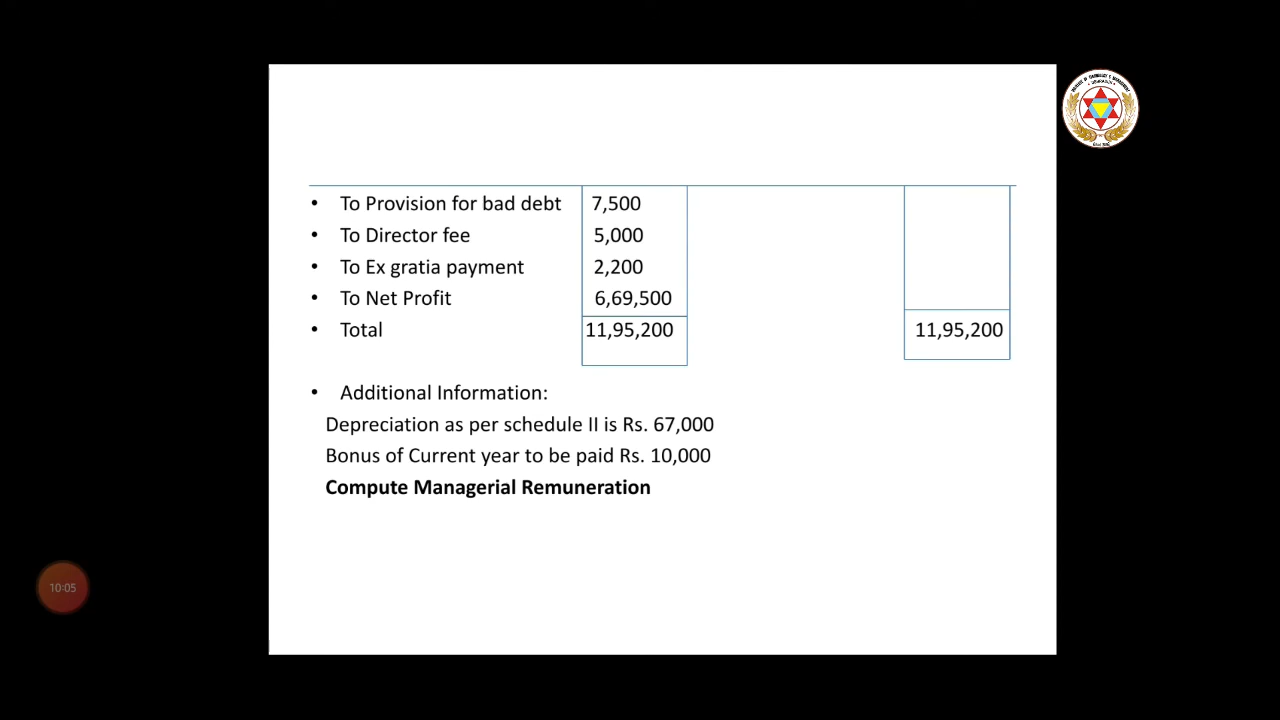 • To Provision for bad debt 7,500
• To Director fee 5,000
• To Ex gratia payment 2,200
• To Net Profit 6,69,500
• Total 11,95,200 11,95,200
• Additional Information:
Depreciation as per schedule II is Rs. 67,000
Bonus of Current year to be paid Rs. 10,000
Compute Managerial Remuneration
10:05